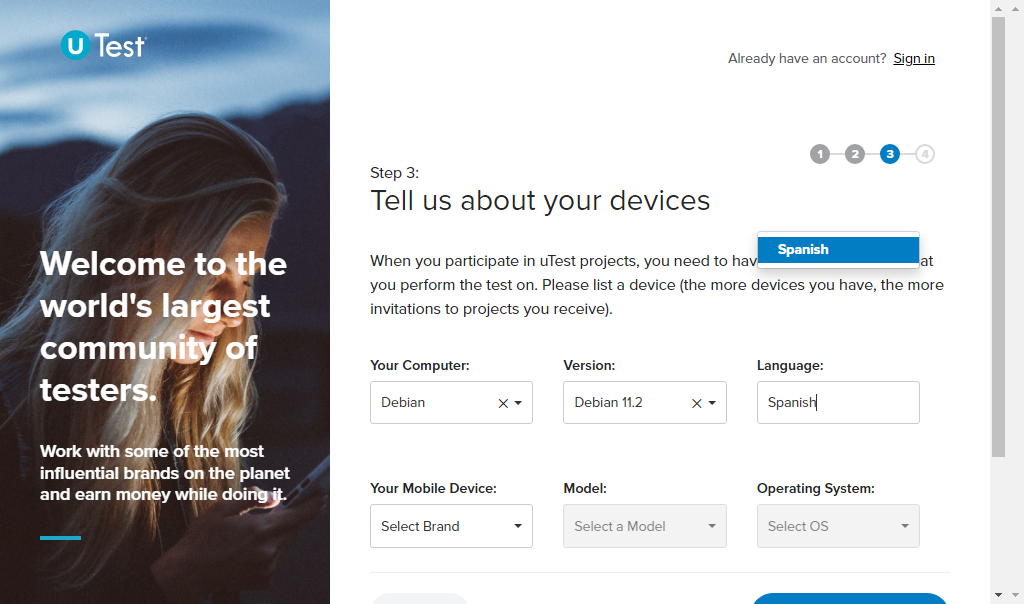 U Test
Already have an account? Sign in
1 2 3 4
Step 3:
Tell us about your devices
Spanish
When you participate in uTest projects, you need to hav at
you perform the test on. Please list a device (the more devices you have, the more
invitations to projects you receive).
Welcome to the
world's largest
community of
testers.
Work with some of the most
influential brands on the planet
and earn money while doing it.
Your Computer: Version: Language:
Debian Debian 11.2 Spanish
Your Mobile Device: Model: Operating System:
Select Brand Select a Model Select OS